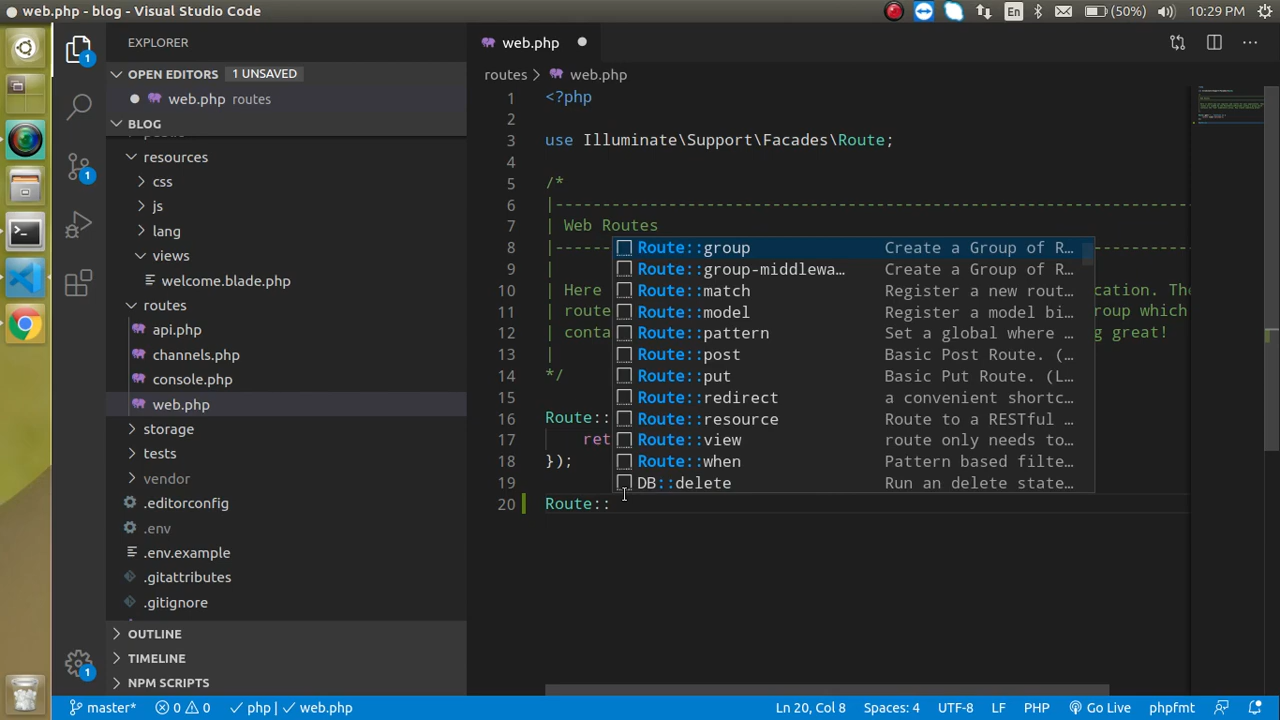 web.php - blog - Visual Studio Code
En
(50%)
10:29 PM
EXPLORER
OPEN EDITORS
1 UNSAVED
web.php routes
BLOG
resources
css
js
lang
views
welcome.blade.php
routes
api.php
channels.php
console.php
web.php
storage
tests
vendor
.editorconfig
.env
.env.example
.gitattributes
.gitignore
OUTLINE
TIMELINE
NPM SCRIPTS
1
1
1
web.php
routes > web.php
1 <?php
2
3 use Illuminate\Support\Facades\Route;
4
5 /*
6 |--------------------------------------------------------------------------
7 | Web Routes
8 |--------------------------------------------------------------------------
9 |
10 | Here
11 | route
12 | conta
13 |
14 */
15
16 Route::
17 ret
18 });
19
20 Route::
cation. The
oup which
g great!
Route::group Create a Group of R…
Route::group-middlewa… Create a Group of R…
Route::match Register a new rout…
Route::model Register a model bi…
Route::pattern Set a global where …
Route::post Basic Post Route. (…
Route::put Basic Put Route. (L…
Route::redirect a convenient shortc…
Route::resource Route to a RESTful …
Route::view route only needs to…
Route::when Pattern based filte…
DB::delete Run an delete state…
master*
0
0
php | web.php
Ln 20, Col 8
Spaces: 4
UTF-8
LF
PHP
Go Live
phpfmt